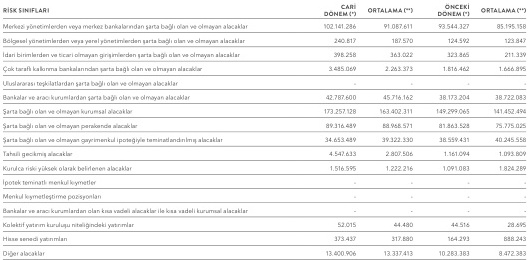 RİSK SINIFLARI CARİ DÖNEM (*) ORTALAMA (**) ÖNCEKİ DÖNEM (*) ORTALAMA (**)
Merkezi yönetimlerden veya merkez bankalarından şarta bağlı olan ve olmayan alacaklar 102.141.286 91.087.611 93.544.327 85.195.158
Bölgesel yönetimlerden veya yerel yönetimlerden şarta bağlı olan ve olmayan alacaklar 240.817 187.570 124.592 123.847
İdari birimlerden ve ticari olmayan girişimlerden şarta bağlı olan ve olmayan alacaklar 398.258 363.022 323.865 211.339
Çok taraflı kalkınma bankalarından şarta bağlı olan ve olmayan alacaklar 3.485.069 2.263.373 1.816.462 1.666.895
Uluslararası teşkilatlardan şarta bağlı olan ve olmayan alacaklar - - - -
Bankalar ve aracı kurumlardan şarta bağlı olan ve olmayan alacaklar 42.787.600 45.716.162 38.173.204 38.722.083
Şarta bağlı olan ve olmayan kurumsal alacaklar 173.257.128 163.402.311 149.299.065 141.452.494
Şarta bağlı olan ve olmayan perakende alacaklar 89.316.489 88.968.571 81.863.528 75.775.025
Şarta bağlı olan ve olmayan gayrimenkul ipoteğiyle teminatlandırılmış alacaklar 34.653.489 39.322.330 38.559.431 40.245.558
Tahsili gecikmiş alacaklar 4.547.633 2.807.506 1.161.094 1.093.809
Kurulca riski yüksek olarak belirlenen alacaklar 1.516.595 1.222.216 1.091.083 1.824.289
İpotek teminatlı menkul kıymetler - - - -
Menkul kıymetleştirme pozisyonları - - - -
Bankalar ve aracı kurumlardan olan kısa vadeli alacaklar ile kısa vadeli kurumsal alacaklar - - - -
Kolektif yatırım kuruluşu niteliğindeki yatırımlar 52.015 44.480 44.516 28.695
Hisse senedi yatırımları 373.437 317.880 164.293 888.243
Diğer alacaklar 13.400.906 13.337.413 10.283.383 8.472.383